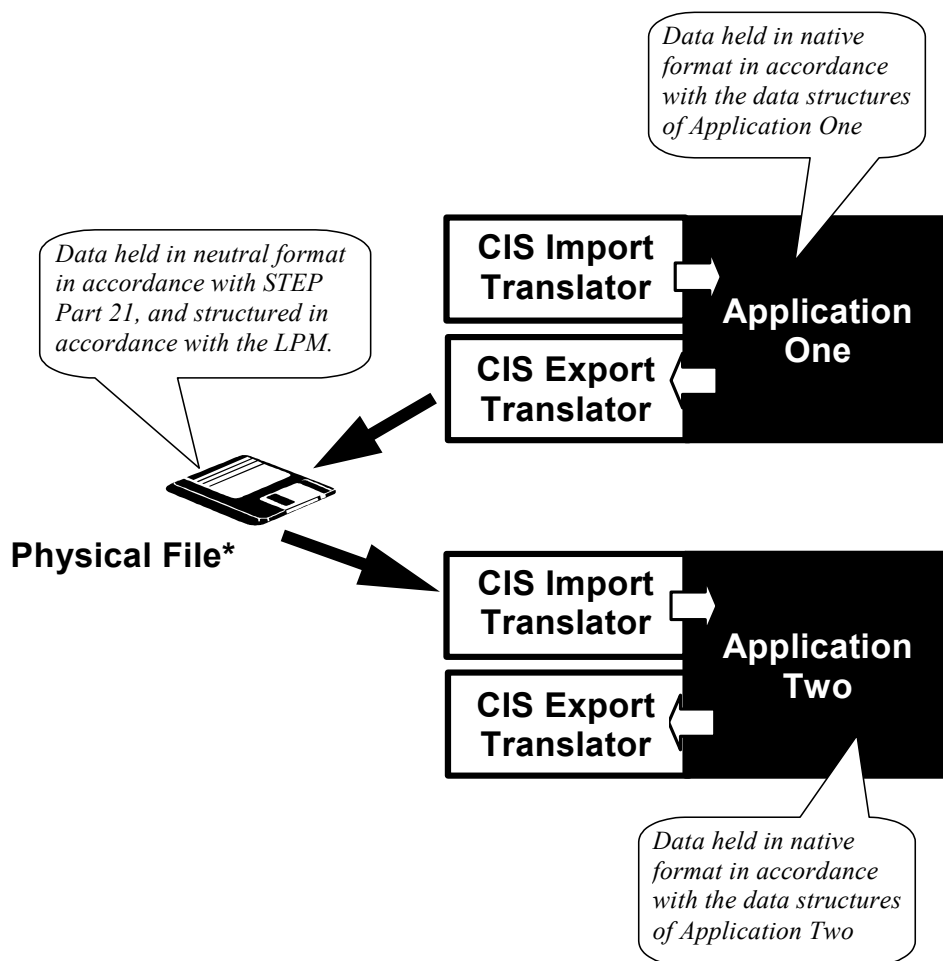 Data held in native
format in accordance
with the data structures
of Application One
Data held in neutral format
in accordance with STEP
Part 21, and structured in
accordance with the LPM.
CIS Import
Translator
Application
One
CIS Export
Translator
Physical File*
CIS Import
Translator
Application
Two
CIS Export
Translator
Data held in native
format in accordance
with the data structures
of Application Two